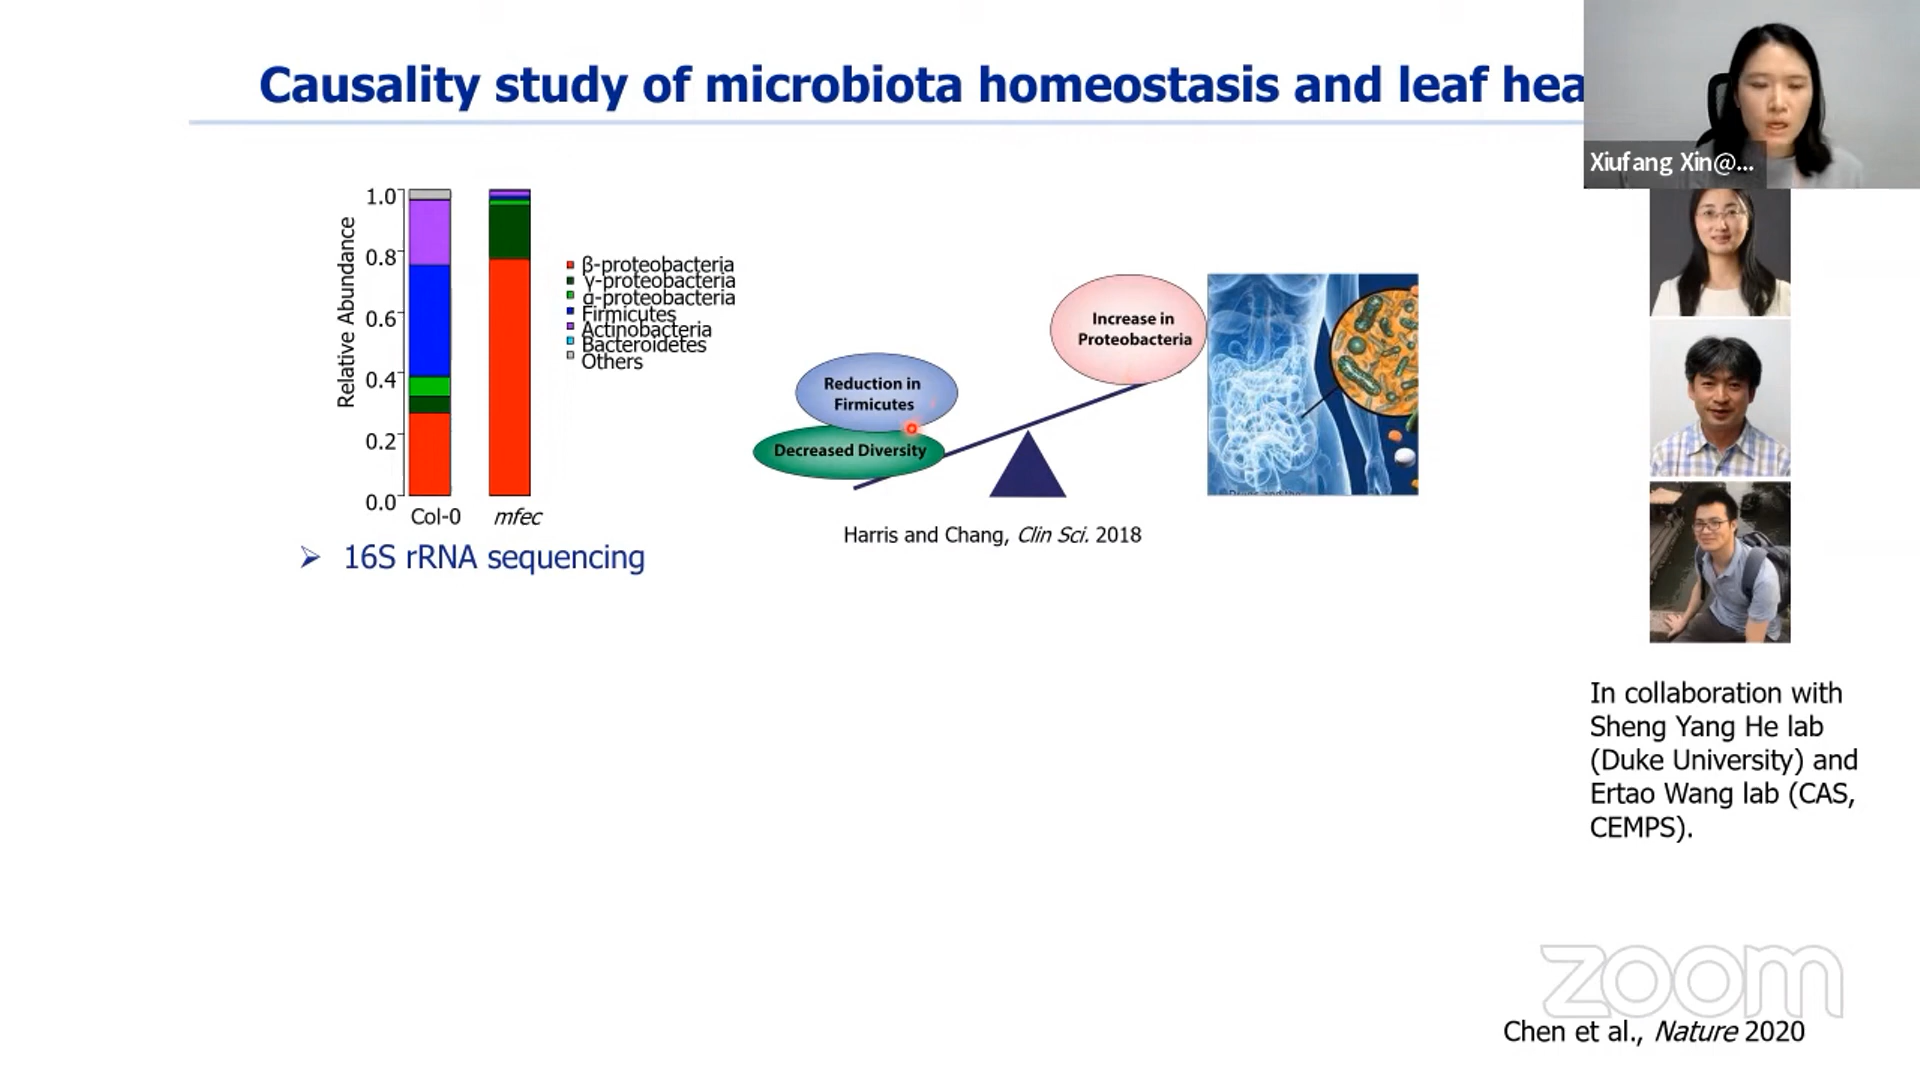 Causality study of microbiota homeostasis and leaf hea
Xiufang Xin@...
Relative Abundance
1.0
0.8
0.6
0.4
0.2
0.0
Col-0
mfec
β-proteobacteria
γ-proteobacteria
α-proteobacteria
Firmicutes
Actinobacteria
Bacteroidetes
Others
16S rRNA sequencing
Increase in
Proteobacteria
Reduction in
Firmicutes
Decreased Diversity
Harris and Chang, Clin Sci. 2018
In collaboration with
Sheng Yang He lab
(Duke University) and
Ertao Wang lab (CAS,
CEMPS).
zoom
Chen et al., Nature 2020